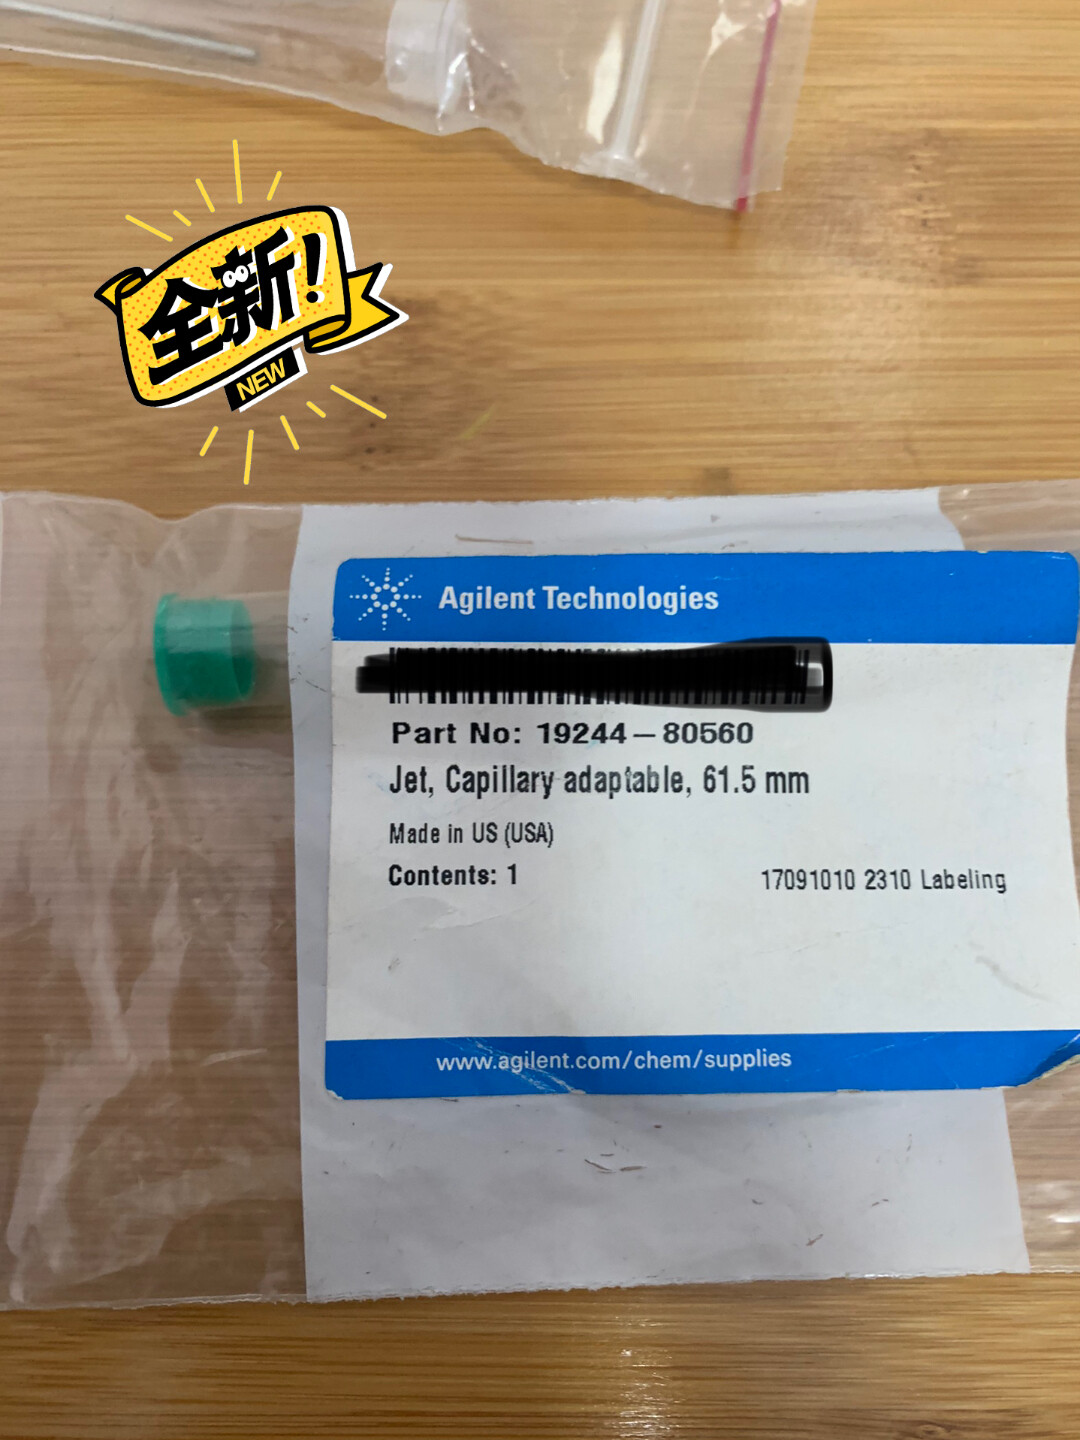 全新!
NEW
Agilent Technologies
Part No: 19244-80560
Jet, Capillary adaptable, 61.5 mm
Made in US (USA)
Contents: 1
17091010 2310 Labeling
www.agilent.com/chem/supplies